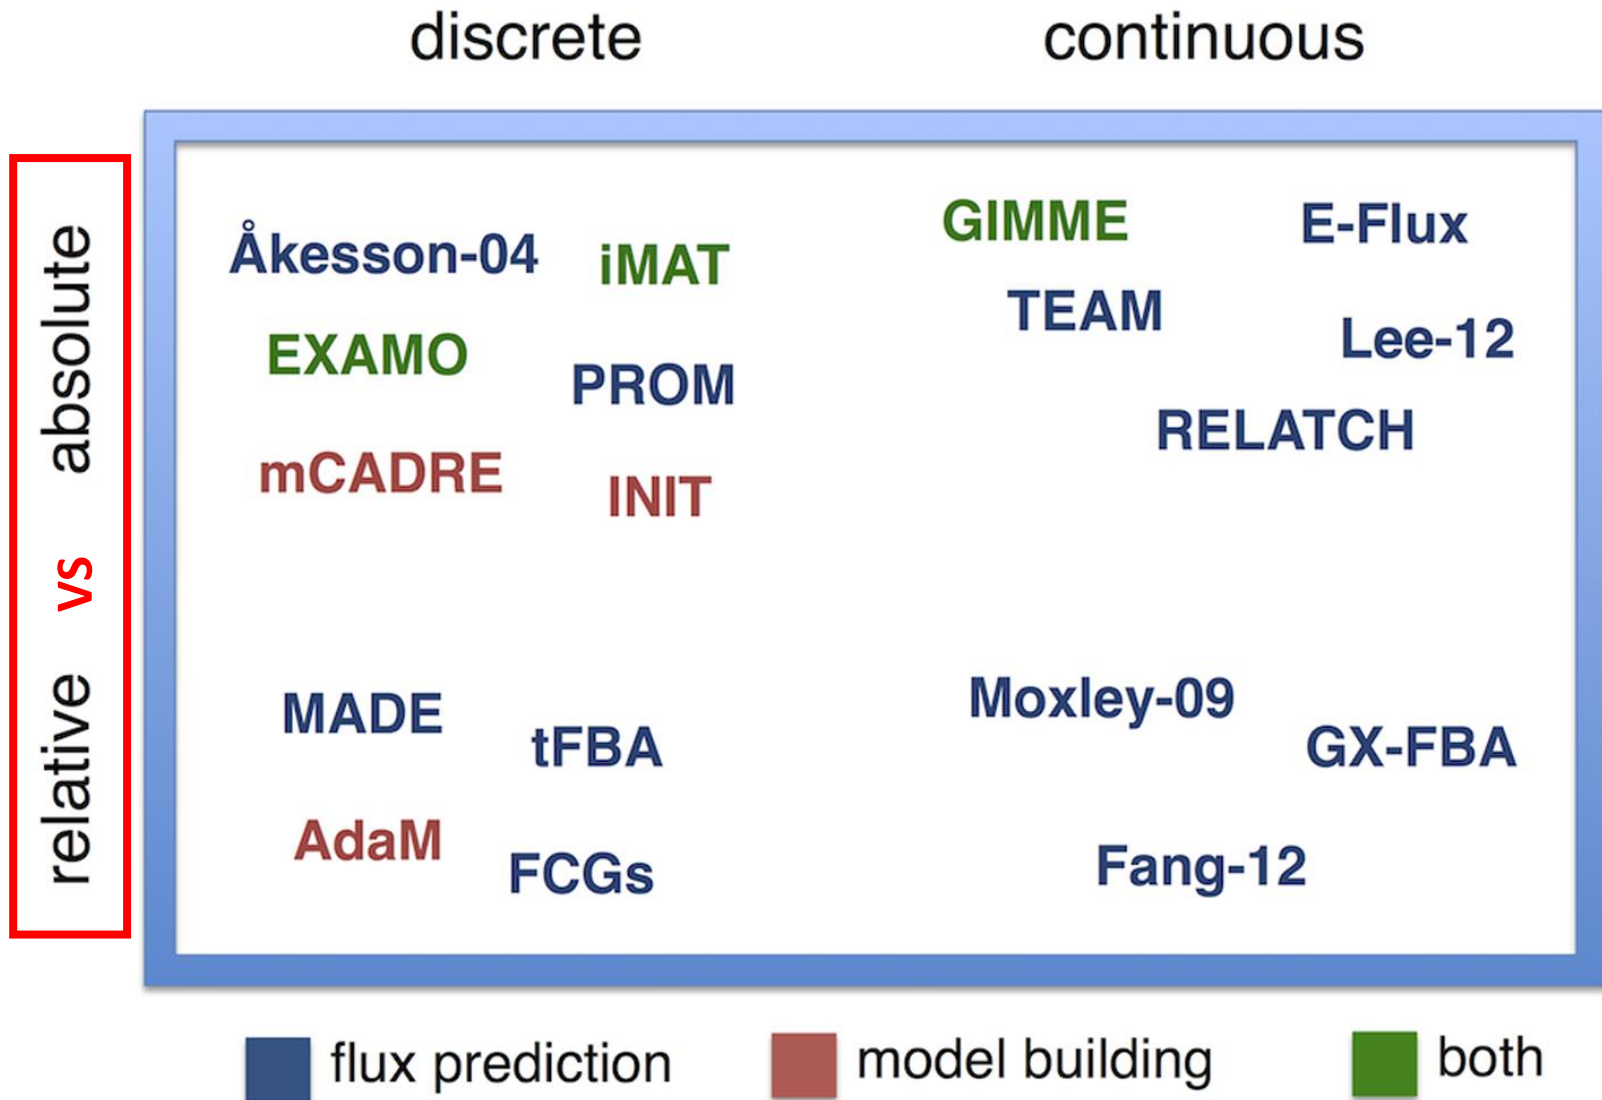 discrete continuous
absolute
vs
relative
Åkesson-04 iMAT GIMME E-Flux
EXAMO PROM TEAM Lee-12
mCADRE INIT RELATCH
MADE tFBA Moxley-09 GX-FBA
AdaM FCGs Fang-12
flux prediction model building both